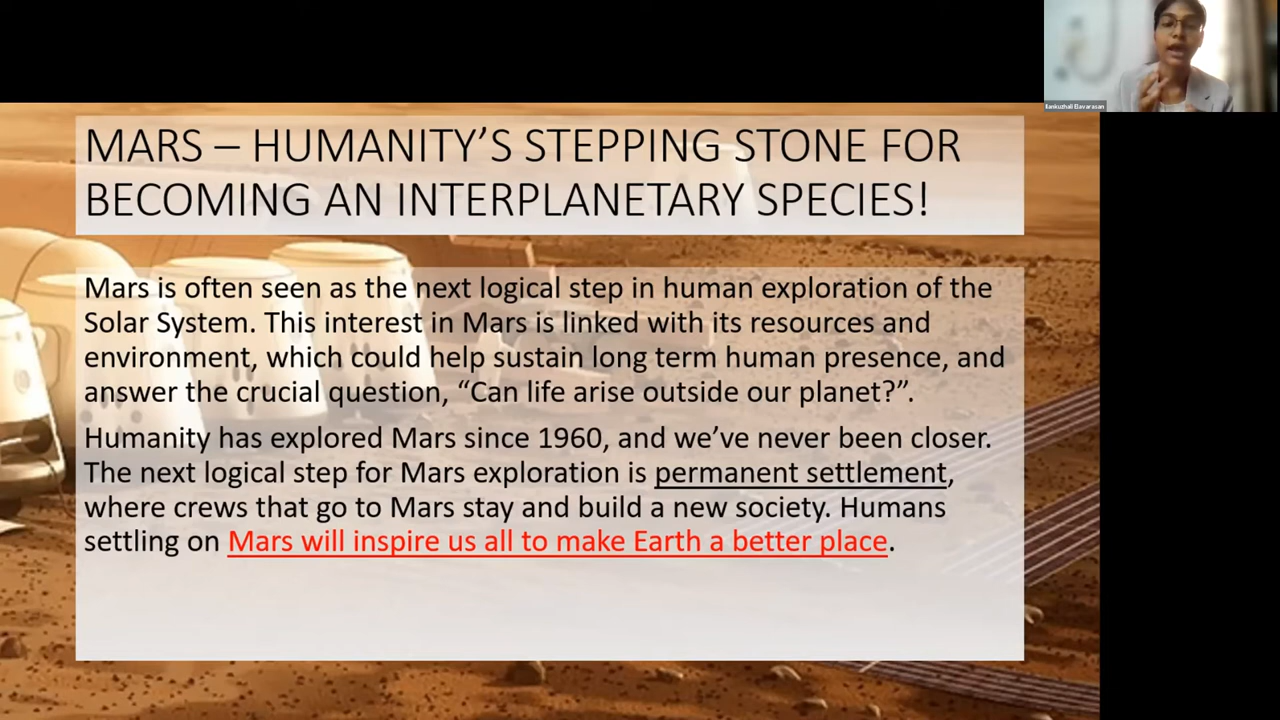 Ilankuzhali Elavarasan
MARS – HUMANITY’S STEPPING STONE FOR
BECOMING AN INTERPLANETARY SPECIES!
Mars is often seen as the next logical step in human exploration of the
Solar System. This interest in Mars is linked with its resources and
environment, which could help sustain long term human presence, and
answer the crucial question, “Can life arise outside our planet?”.
Humanity has explored Mars since 1960, and we’ve never been closer.
The next logical step for Mars exploration is permanent settlement,
where crews that go to Mars stay and build a new society. Humans
settling on Mars will inspire us all to make Earth a better place.